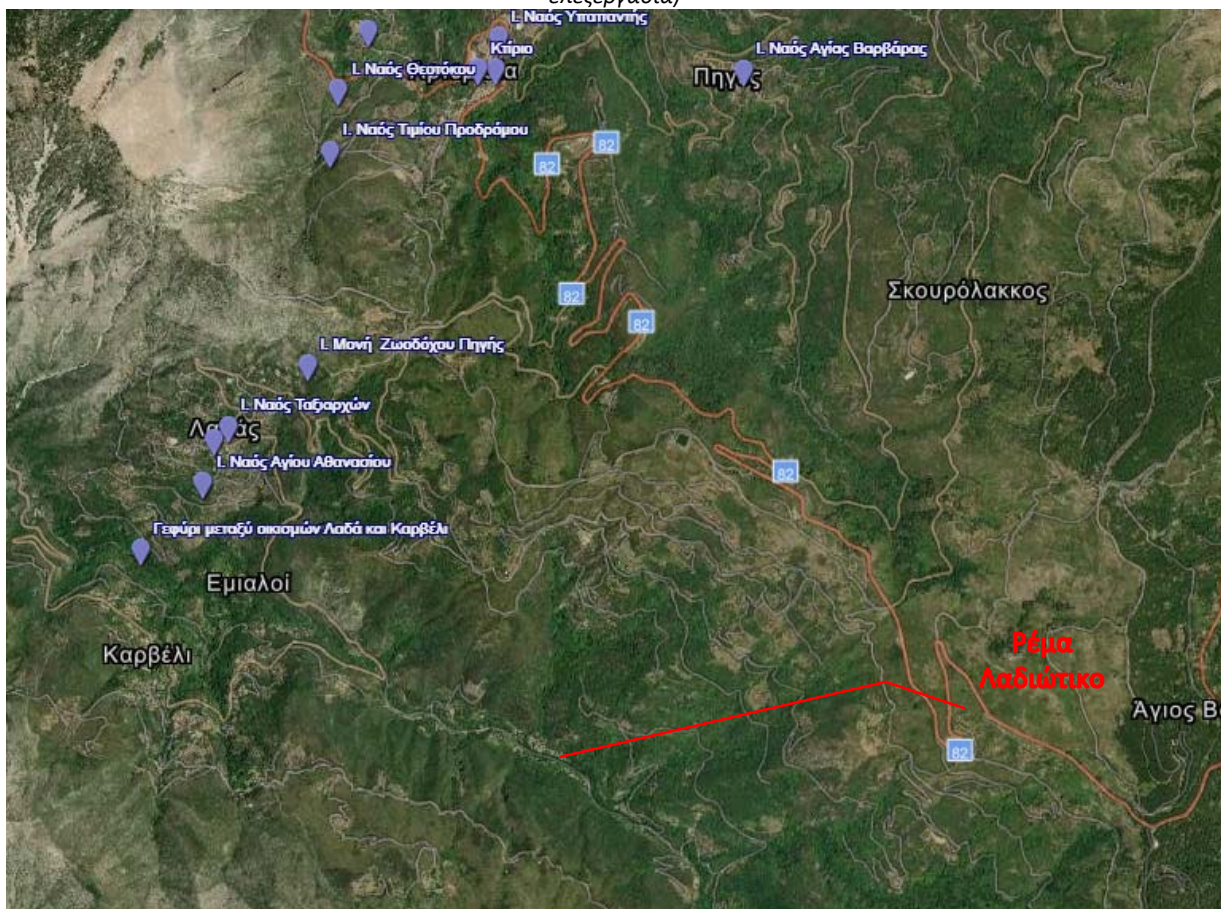 επεξεργασία)
Ι. Ναός Υπαπαντής
Κτίριο
Ι. Ναός Θεοτόκου
Ι. Ναός Αγίας Βαρβάρας
Πηγές
Ι. Ναός Τιμίου Προδρόμου
82
82
82
82
Σκουρόλακκος
Ι. Μονή Ζωοδόχου Πηγής
Ι. Ναός Ταξιαρχών
Ι. Ναός Αγίου Αθανασίου
82
Γεφύρι μεταξύ οικισμών Λαδά και Καρβέλι
Εμιαλοί
Καρβέλι
Ρέμα
Λαδιώτικο
Άγιος Β
82